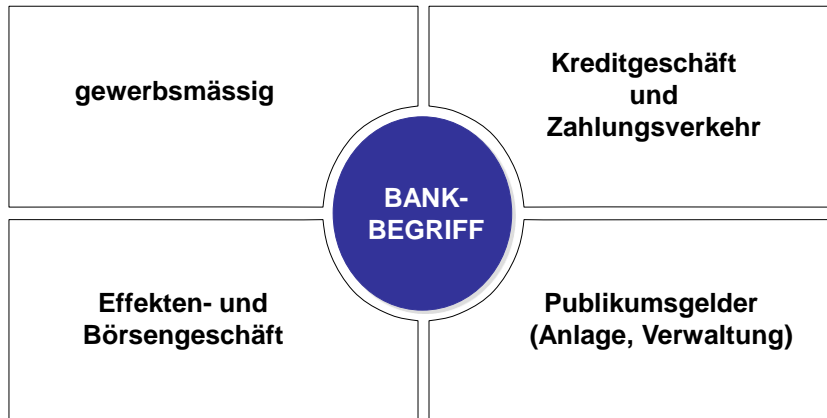 gewerbsmässig
Kreditgeschäft
und
Zahlungsverkehr
BANK-
BEGRIFF
Effekten- und
Börsengeschäft
Publikumsgelder
(Anlage, Verwaltung)